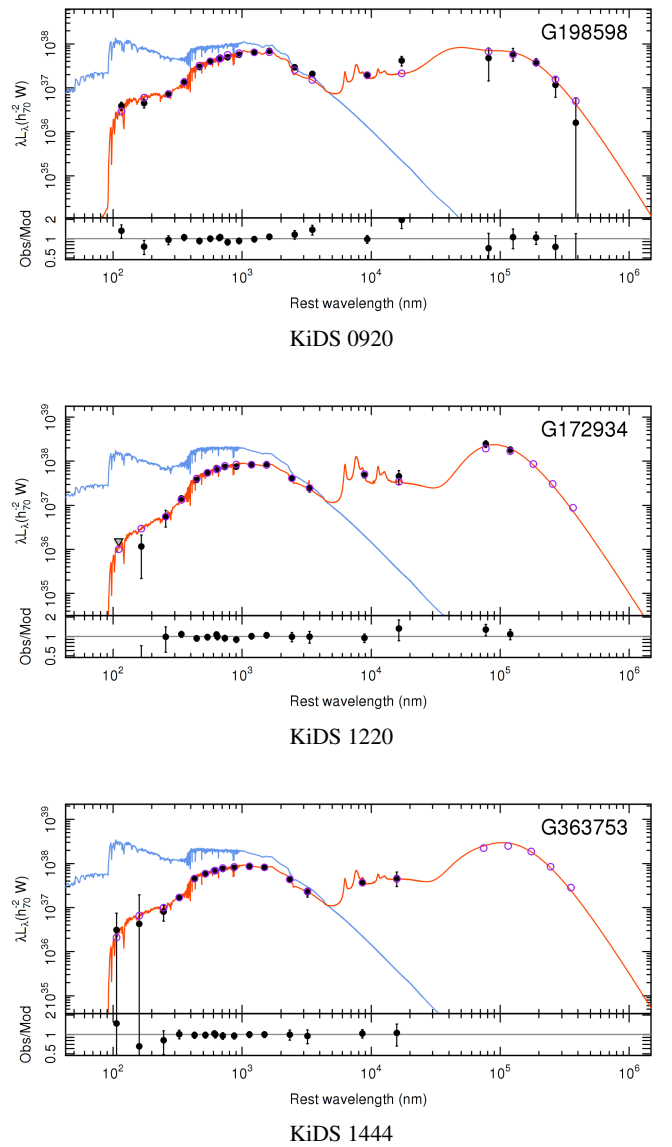 G198598
10^38
10^37
10^36
10^35
λL_λ(h_70^-2 W)
2
1
0.5
Obs/Mod
10^2 10^3 10^4 10^5 10^6
Rest wavelength (nm)
KiDS 0920
G172934
10^39
10^38
10^37
10^36
10^35
λL_λ(h_70^-2 W)
2
1
0.5
Obs/Mod
10^2 10^3 10^4 10^5 10^6
Rest wavelength (nm)
KiDS 1220
G363753
10^39
10^38
10^37
10^36
10^35
λL_λ(h_70^-2 W)
2
1
0.5
Obs/Mod
10^2 10^3 10^4 10^5 10^6
Rest wavelength (nm)
KiDS 1444